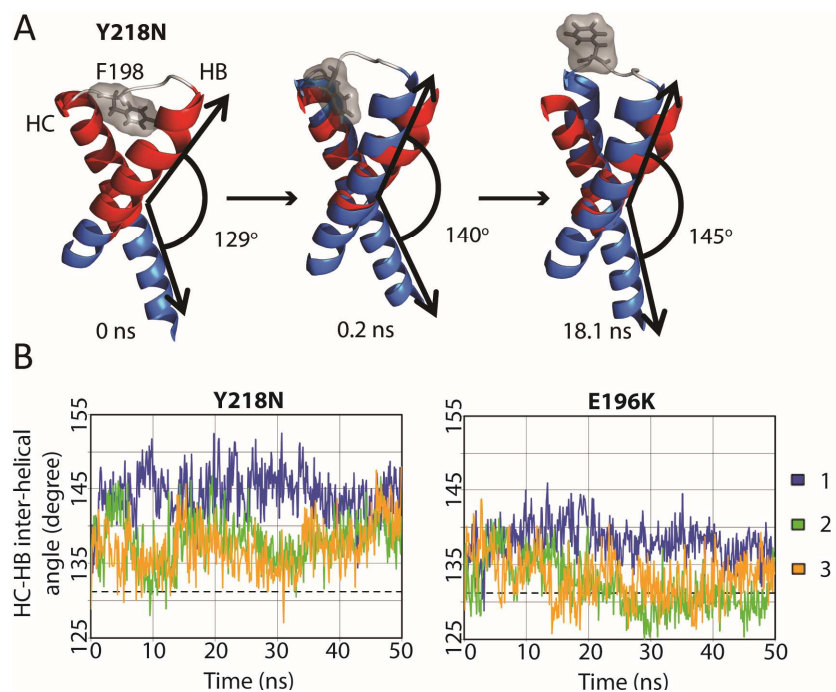 A
Y218N
F198
HB
HC
129°
140°
145°
0 ns
0.2 ns
18.1 ns
B
Y218N
E196K
HC-HB inter-helical
angle (degree)
155
145
135
125
0 10 20 30 40 50
Time (ns)
155
145
135
125
0 10 20 30 40 50
Time (ns)
1
2
3